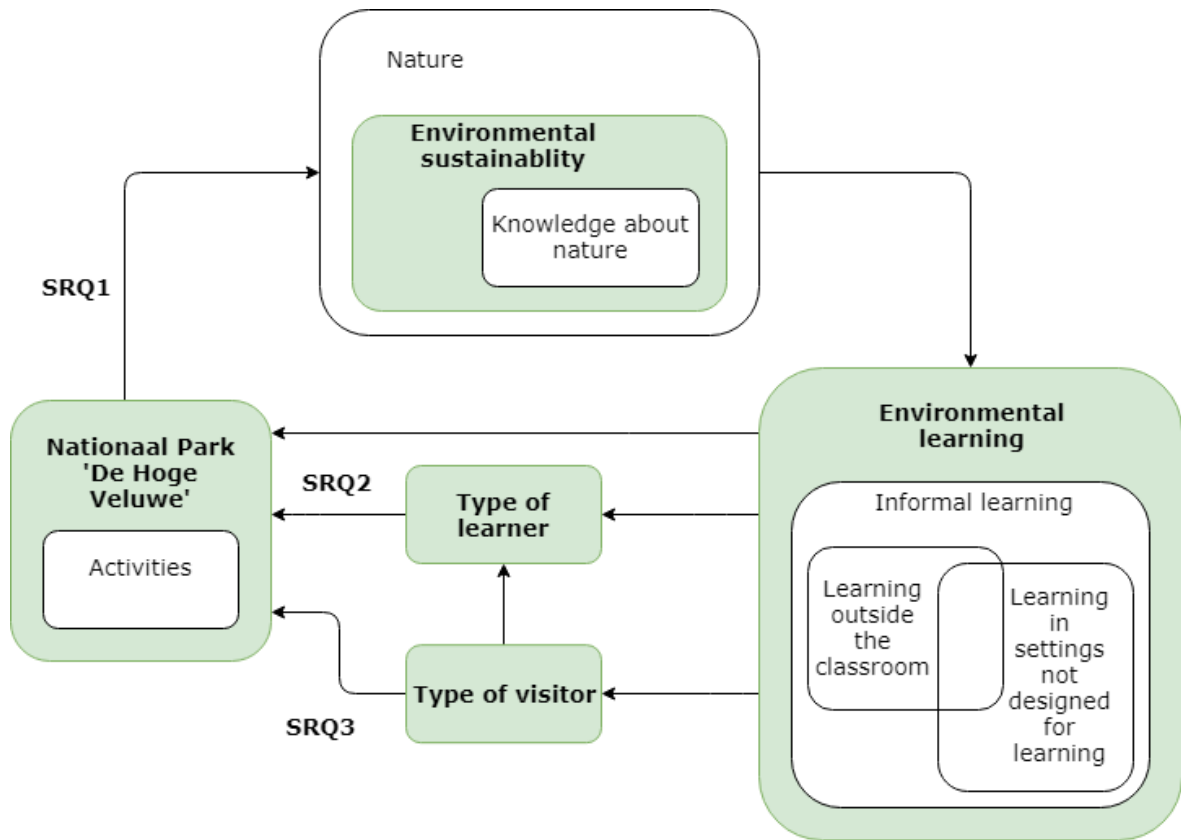 Nature
Environmental
sustainablity
Knowledge about
nature
SRQ1
Nationaal Park
'De Hoge
Veluwe'
Activities
SRQ2
Type of
learner
Type of visitor
SRQ3
Environmental
learning
Informal learning
Learning
outside
the
classroom
Learning
in
settings
not
designed
for
learning